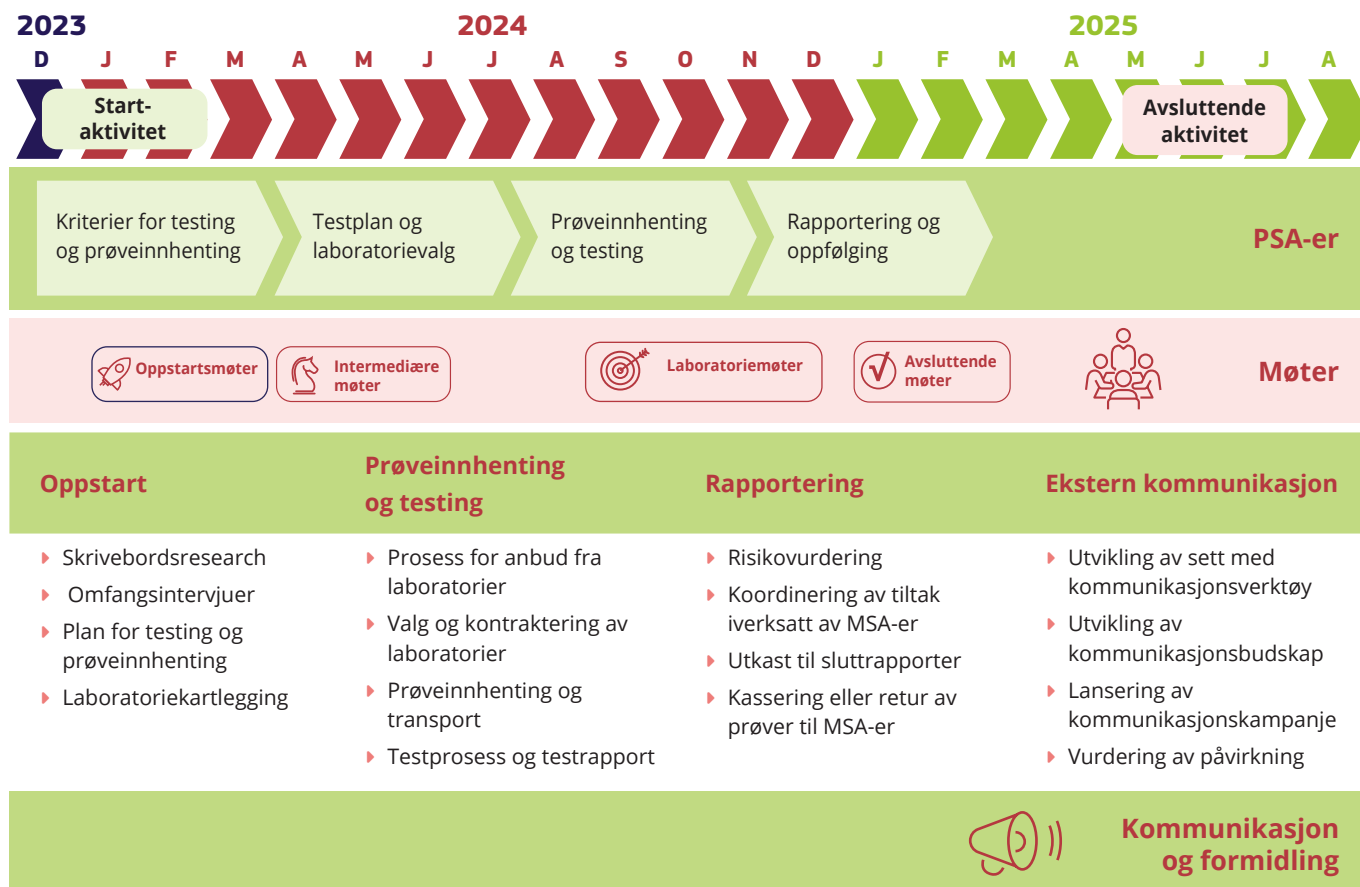 2023
2024
2025
D J F M A M J J A S O N D J F M A M J J A
Start-
aktivitet
Avsluttende
aktivitet
Kriterier for testing
og prøveinnhenting
Testplan og
laboratorievalg
Prøveinnhenting
og testing
Rapportering og
oppfølging
PSA-er
Oppstartsmøter
Intermediære
møter
Laboratoriemøter
Avsluttende
møter
Møter
Oppstart
Skrivebordsresearch
Omfangsintervjuer
Plan for testing og
prøveinnhenting
Laboratoriekartlegging
Prøveinnhenting
og testing
Prosess for anbud fra
laboratorier
Valg og kontraktering av
laboratorier
Prøveinnhenting og
transport
Testprosess og testrapport
Rapportering
Risikovurdering
Koordinering av tiltak
iverksatt av MSA-er
Utkast til sluttrapporter
Kassering eller retur av
prøver til MSA-er
Ekstern kommunikasjon
Utvikling av sett med
kommunikasjonsverktøy
Utvikling av
kommunikasjonsbudskap
Lansering av
kommunikasjonskampanje
Vurdering av påvirkning
Kommunikasjon
og formidling